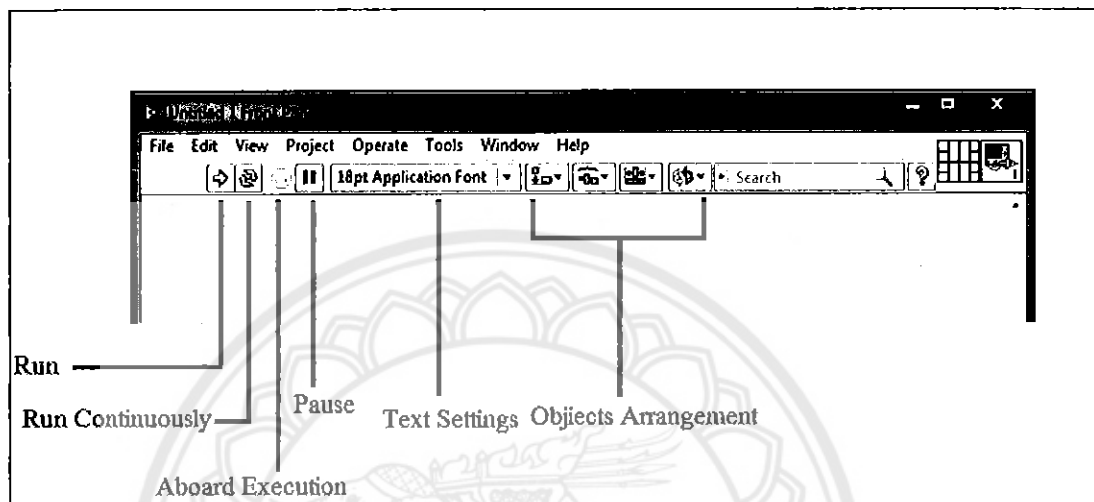 File Edit View Project Operate Tools Window Help
18pt Application Font Search ?
Run
Run Continuously
Pause
Text Settings
Objiects Arrangement
Aboard Execution